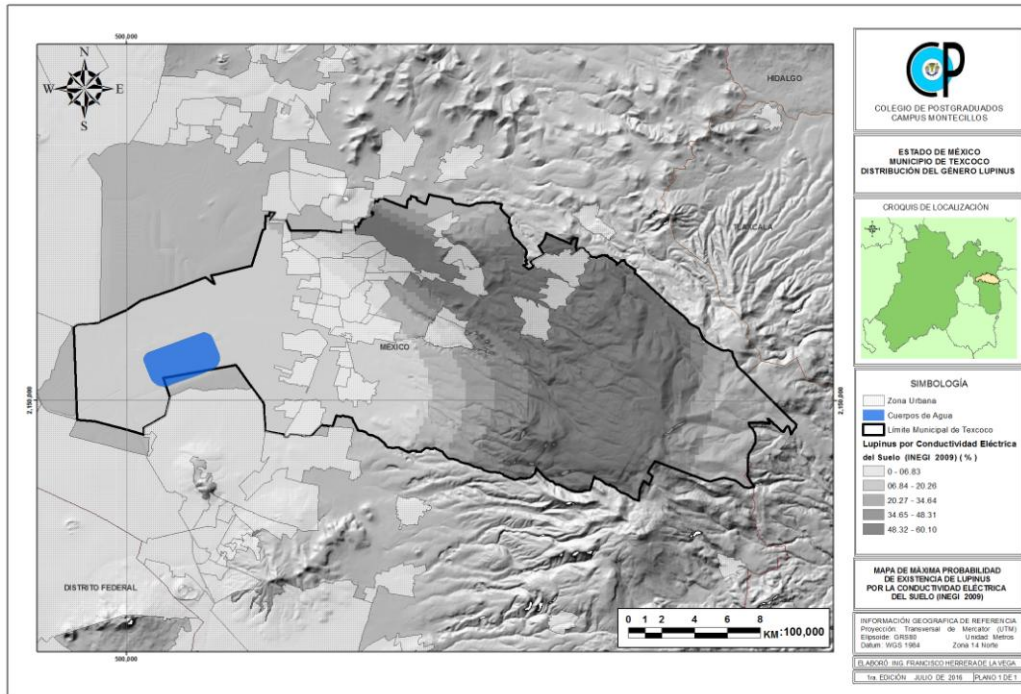 500,000
N
W E
S
HIDALGO
TLAXCALA
MÉXICO
2,150,000
2,150,000
DISTRITO FEDERAL
0 1 2 4 6 8
KM 1:100,000
500,000
CP
COLEGIO DE POSTGRADUADOS
CAMPUS MONTECILLOS
ESTADO DE MÉXICO
MUNICIPIO DE TEXCOCO
DISTRIBUCIÓN DEL GÉNERO LUPINUS
CROQUIS DE LOCALIZACIÓN
SIMBOLOGÍA
Zona Urbana
Cuerpos de Agua
Límite Municipal de Texcoco
Lupinus por Conductividad Eléctrica
del Suelo (INEGI 2009) ( % )
0 - 06.83
06.84 - 20.26
20.27 - 34.64
34.65 - 48.31
48.32 - 60.10
MAPA DE MÁXIMA PROBABILIDAD
DE EXISTENCIA DE LUPINUS
POR LA CONDUCTIVIDAD ELÉCTRICA
DEL SUELO (INEGI 2009)
INFORMACIÓN GEOGRAFICA DE REFERENCIA
Proyección: Transversal de Mercator (UTM)
Elipsoide: GRS80 Unidad Metros
Datum: WGS 1984 Zona 14 Norte
ELABORÓ ING. FRANCISCO HERRERA DE LA VEGA
1ra. EDICIÓN JULIO DE 2016 PLANO 1 DE 1